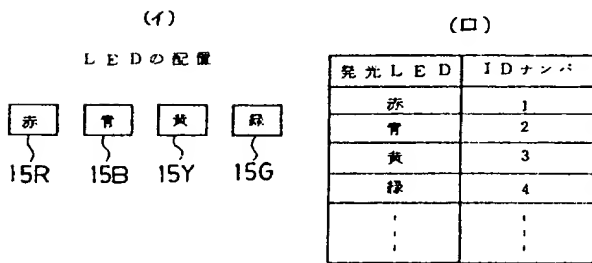 (イ)
LEDの配置
赤 青 黄 緑
15R 15B 15Y 15G
(ロ)
発光LED IDナンバ
赤 1
青 2
黄 3
緑 4